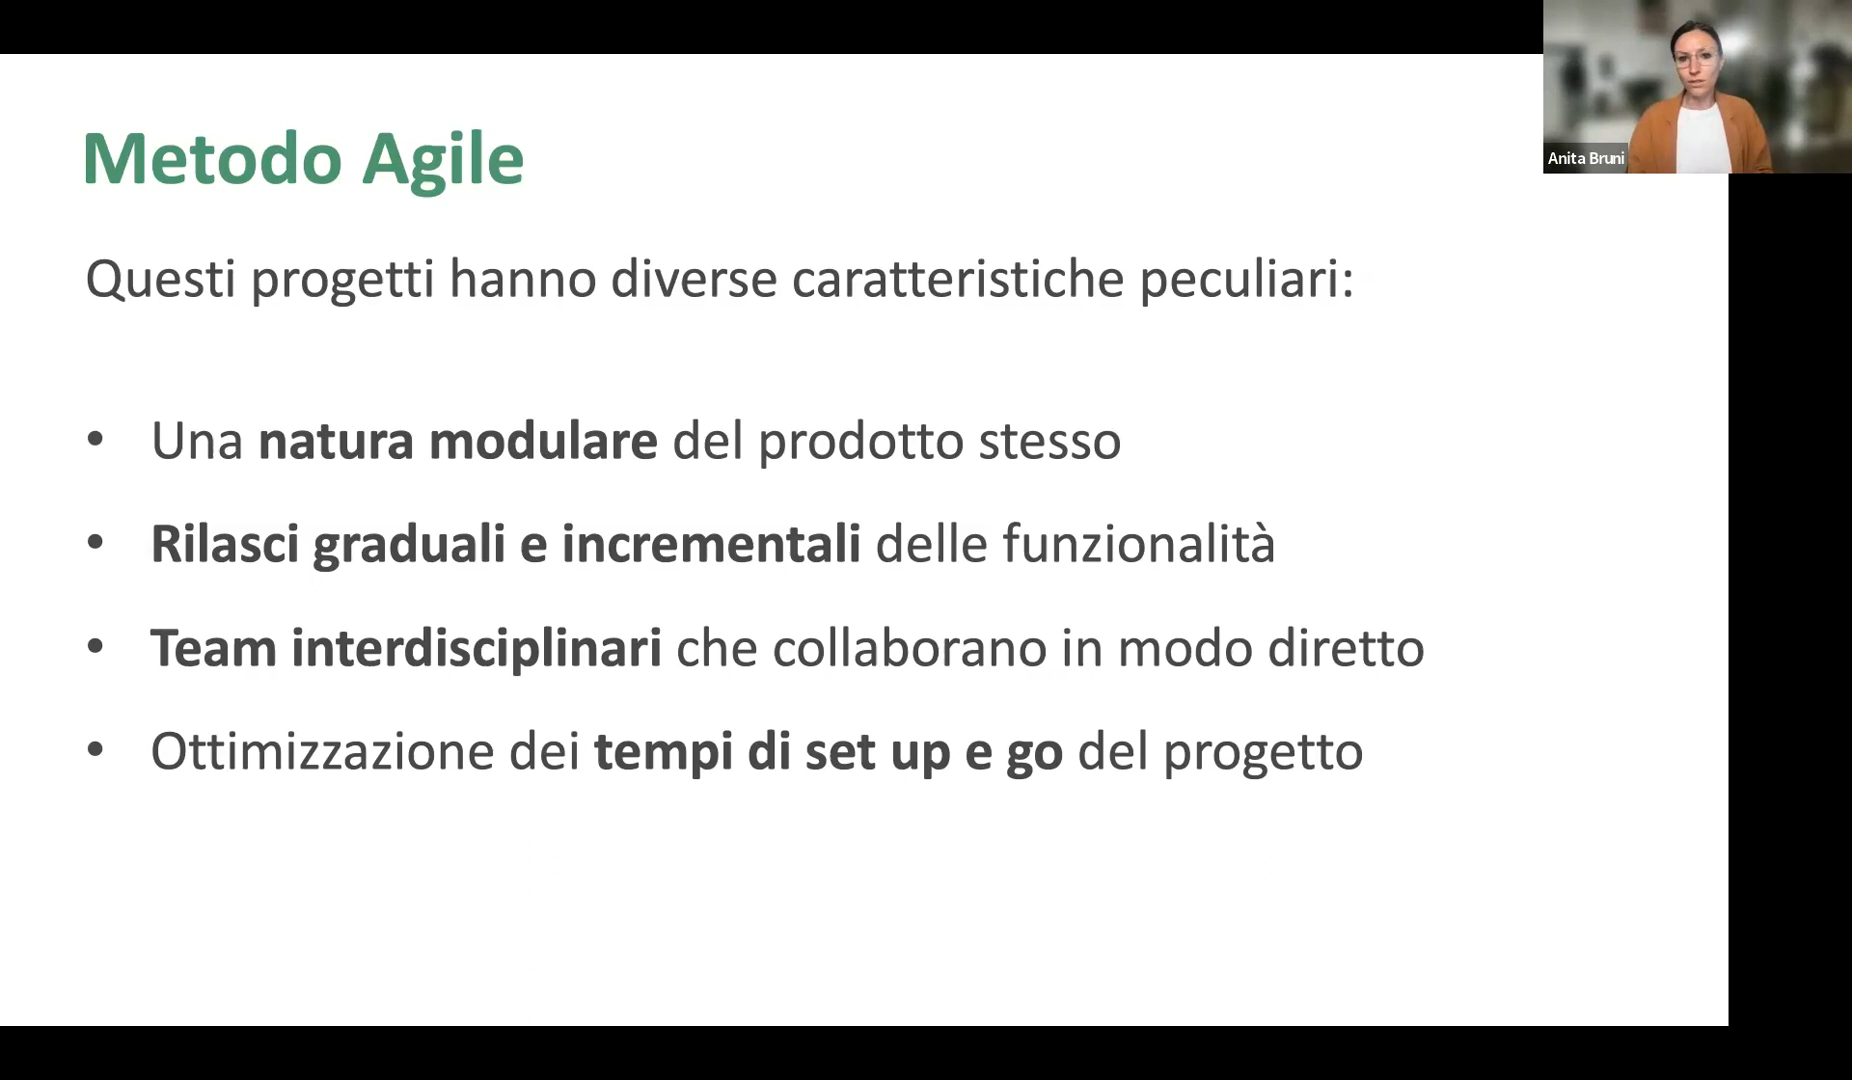 Metodo Agile
Anita Bruni
Questi progetti hanno diverse caratteristiche peculiari:
• Una natura modulare del prodotto stesso
• Rilasci graduali e incrementali delle funzionalità
• Team interdisciplinari che collaborano in modo diretto
• Ottimizzazione dei tempi di set up e go del progetto